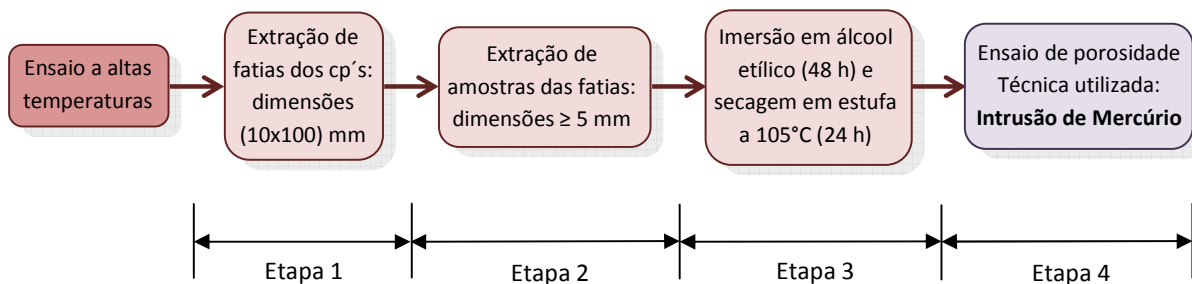 Ensaio a altas
temperaturas
Extração de
fatias dos cp´s:
dimensões
(10x100) mm
Extração de
amostras das fatias:
dimensões ≥ 5 mm
Imersão em álcool
etílico (48 h) e
secagem em estufa
a 105°C (24 h)
Ensaio de porosidade
Técnica utilizada:
Intrusão de Mercúrio
Etapa 1
Etapa 2
Etapa 3
Etapa 4